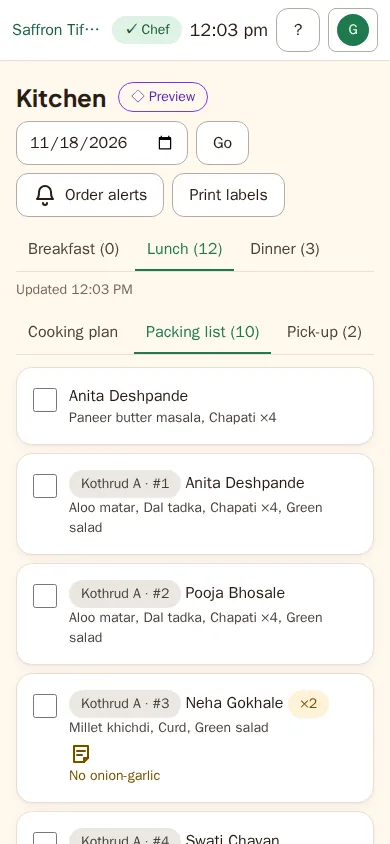 Saffron Tif··· ✓ Chef 12:03 pm ? G
Kitchen ◇ Preview
11/18/2026 Go
Order alerts Print labels
Breakfast (0) Lunch (12) Dinner (3)
Updated 12:03 PM
Cooking plan Packing list (10) Pick-up (2)
Anita Deshpande
Paneer butter masala, Chapati ×4
Kothrud A · #1 Anita Deshpande
Aloo matar, Dal tadka, Chapati ×4, Green
salad
Kothrud A · #2 Pooja Bhosale
Aloo matar, Dal tadka, Chapati ×4, Green
salad
Kothrud A · #3 Neha Gokhale ×2
Millet khichdi, Curd, Green salad
No onion-garlic
Kothrud A · #4 Swati Chavan